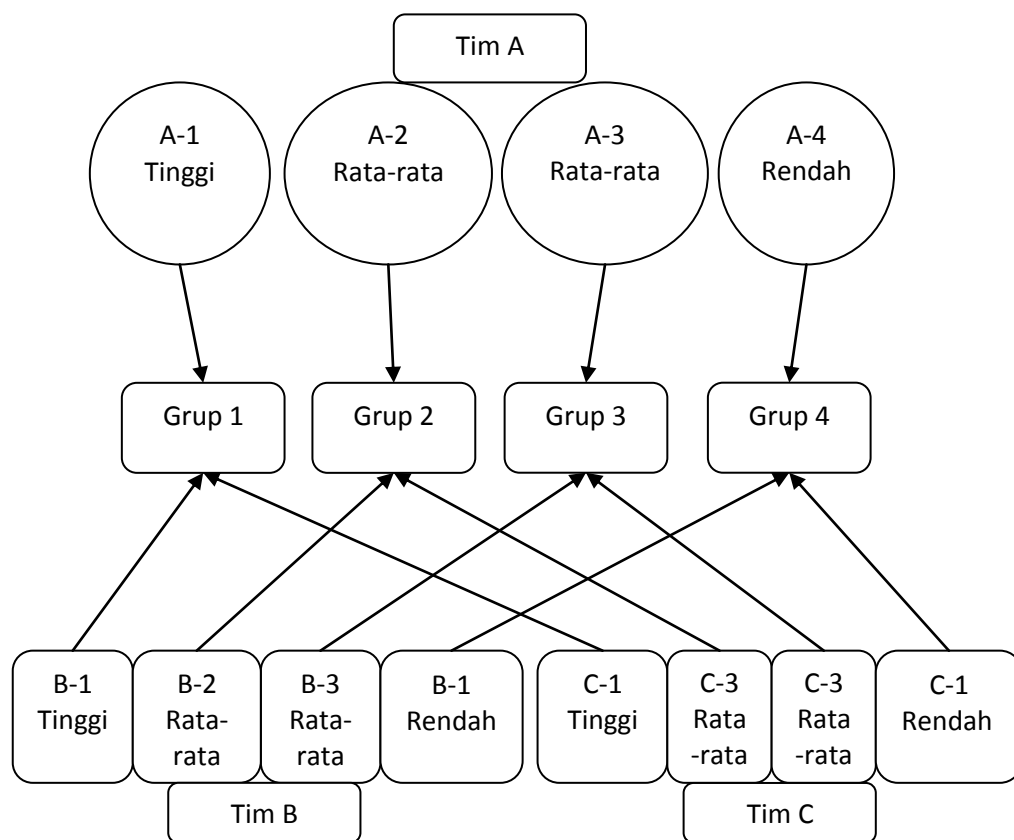 Tim A
A-1
Tinggi
A-2
Rata-rata
A-3
Rata-rata
A-4
Rendah
Grup 1
Grup 2
Grup 3
Grup 4
B-1
Tinggi
B-2
Rata-
rata
B-3
Rata-
rata
B-1
Rendah
C-1
Tinggi
C-3
Rata
-rata
C-3
Rata
-rata
C-1
Rendah
Tim B
Tim C